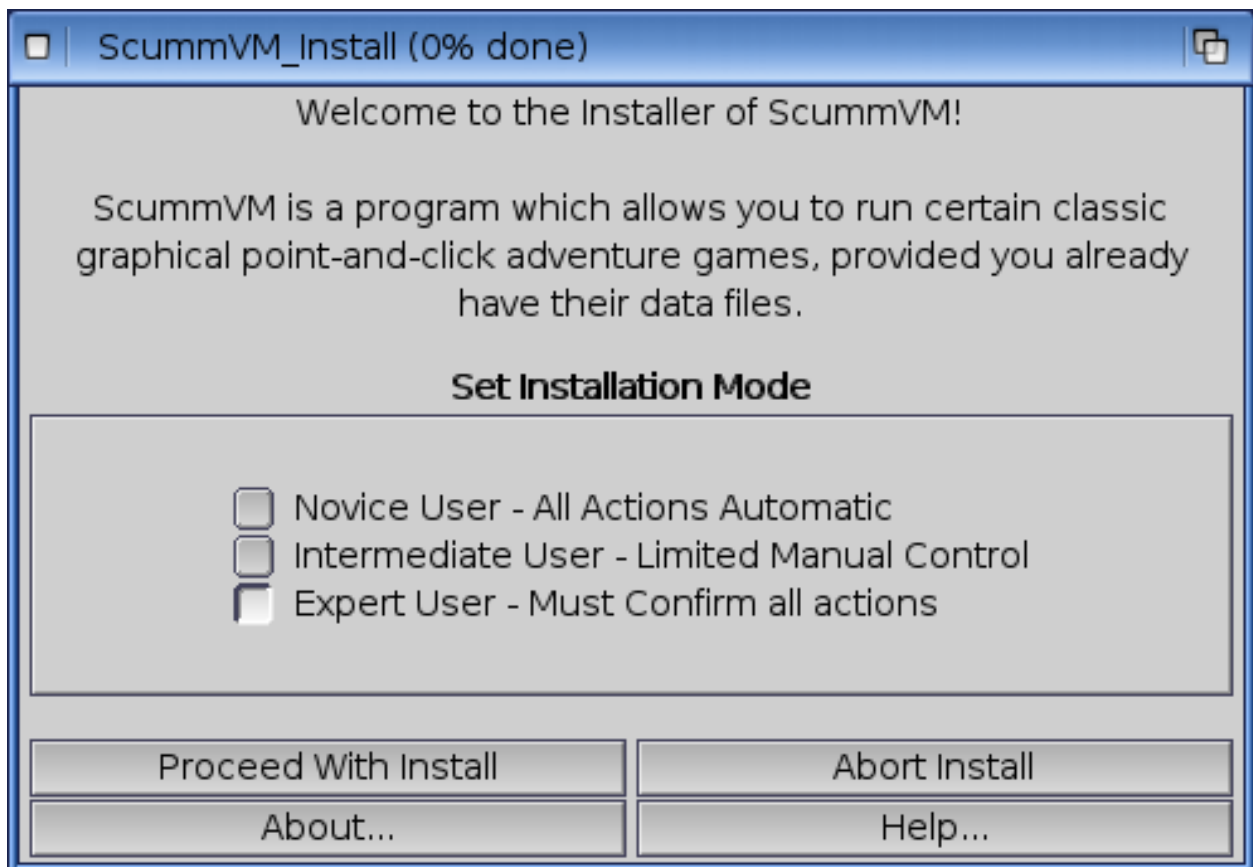 ScummVM_Install (0% done)
Welcome to the Installer of ScummVM!
ScummVM is a program which allows you to run certain classic
graphical point-and-click adventure games, provided you already
have their data files.
Set Installation Mode
Novice User - All Actions Automatic
Intermediate User - Limited Manual Control
Expert User - Must Confirm all actions
Proceed With Install
Abort Install
About...
Help...